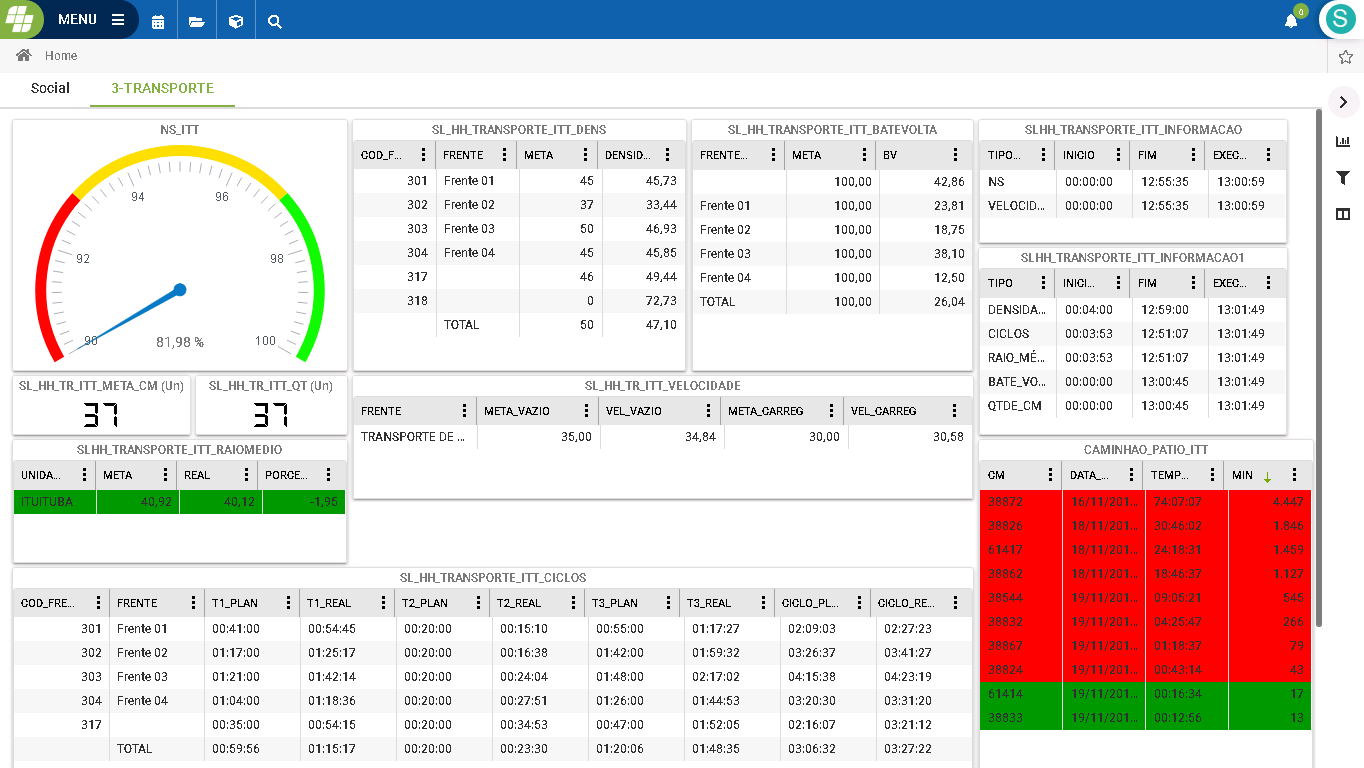 MENU
0
S
Home
Social 3-TRANSPORTE
NS_ITT
94 96
92 98
90 81,98 % 100
SL_HH_TRANSPORTE_ITT_DENS
COD_F... FRENTE META DENSID...
301 Frente 01 45 45,73
302 Frente 02 37 33,44
303 Frente 03 50 46,93
304 Frente 04 45 45,85
317 46 49,44
318 0 72,73
TOTAL 50 47,10
SL_HH_TRANSPORTE_ITT_BATEVOLTA
FRENTE... META BV
100,00 42,86
Frente 01 100,00 23,81
Frente 02 100,00 18,75
Frente 03 100,00 38,10
Frente 04 100,00 12,50
TOTAL 100,00 26,04
SLHH_TRANSPORTE_ITT_INFORMACAO
TIPO... INICIO FIM EXEC...
NS 00:00:00 12:55:35 13:00:59
VELOCID... 00:00:00 12:55:35 13:00:59
SLHH_TRANSPORTE_ITT_INFORMACAO1
TIPO INICI... FIM EXEC...
DENSIDA... 00:04:00 12:59:00 13:01:49
CICLOS 00:03:53 12:51:07 13:01:49
RAIO_MÉ... 00:03:53 12:51:07 13:01:49
BATE_VO... 00:00:00 13:00:45 13:01:49
QTDE_CM 00:00:00 13:00:45 13:01:49
SL_HH_TR_ITT_META_CM (Un)
37
SL_HH_TR_ITT_QT (Un)
37
SL_HH_TR_ITT_VELOCIDADE
FRENTE META_VAZIO VEL_VAZIO META_CARREG VEL_CARREG
TRANSPORTE DE ... 35,00 34,84 30,00 30,58
SLHH_TRANSPORTE_ITT_RAIOMEDIO
UNIDA... META REAL PORCE...
ITUITUBA 40,92 40,12 -1,95
CAMINHAO_PATIO_ITT
CM DATA_... TEMP... MIN
38872 16/11/201... 74:07:07 4.447
38826 18/11/201... 30:46:02 1.846
61417 18/11/201... 24:18:31 1.459
38862 18/11/201... 18:46:37 1.127
38544 19/11/201... 09:05:21 545
38832 19/11/201... 04:25:47 266
38867 19/11/201... 01:18:37 79
38824 19/11/201... 00:43:14 43
61414 19/11/201... 00:16:34 17
38833 19/11/201... 00:12:56 13
SL_HH_TRANSPORTE_ITT_CICLOS
COD_FRE... FRENTE T1_PLAN T1_REAL T2_PLAN T2_REAL T3_PLAN T3_REAL CICLO_PL... CICLO_RE...
301 Frente 01 00:41:00 00:54:45 00:20:00 00:15:10 00:55:00 01:17:27 02:09:03 02:27:23
302 Frente 02 01:17:00 01:25:17 00:20:00 00:16:38 01:42:00 01:59:32 03:26:37 03:41:27
303 Frente 03 01:21:00 01:42:14 00:20:00 00:24:04 01:48:00 02:17:02 04:15:38 04:23:19
304 Frente 04 01:04:00 01:18:36 00:20:00 00:27:51 01:26:00 01:44:53 03:20:30 03:31:20
317 00:35:00 00:54:15 00:20:00 00:34:53 00:47:00 01:52:05 02:16:07 03:21:12
TOTAL 00:59:56 01:15:17 00:20:00 00:23:30 01:20:06 01:48:35 03:06:32 03:27:22